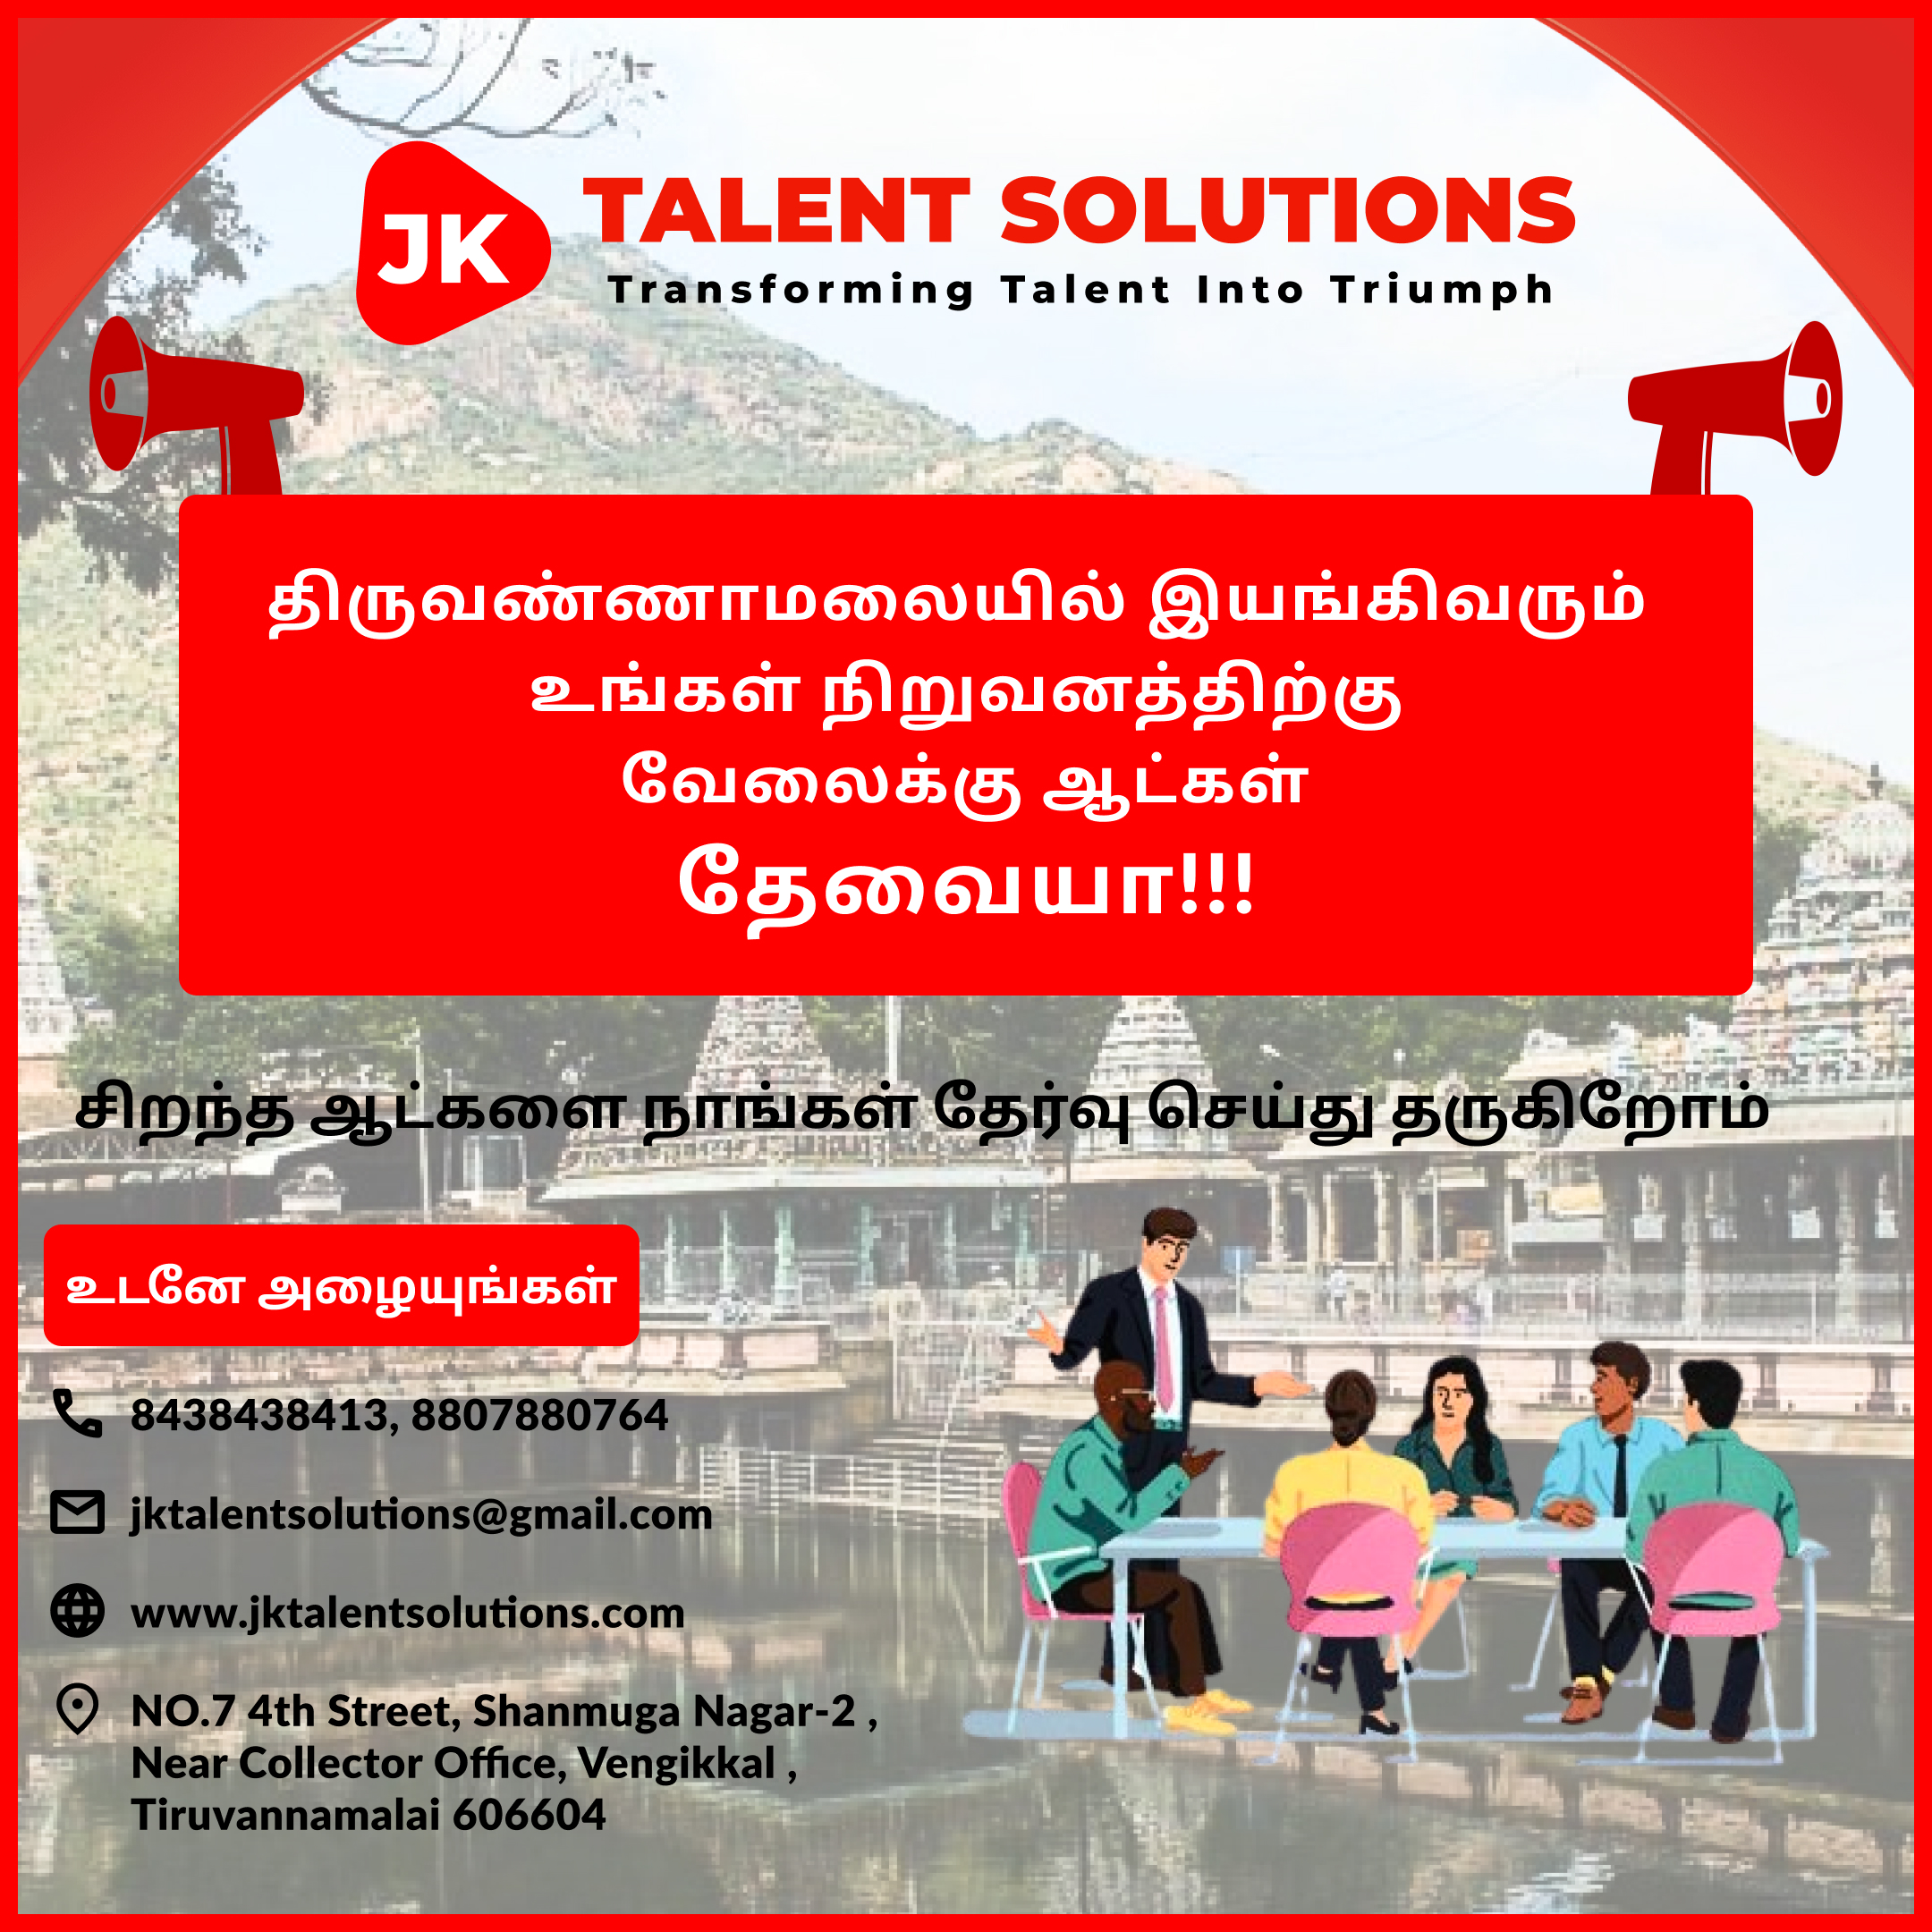 JK
TALENT SOLUTIONS
Transforming Talent Into Triumph
திருவண்ணாமலையில் இயங்கிவரும்
உங்கள் நிறுவனத்திற்கு
வேலைக்கு ஆட்கள்
தேவையா!!!
சிறந்த ஆட்களை நாங்கள் தேர்வு செய்து தருகிறோம்
உடனே அழையுங்கள்
8438438413, 8807880764
jktalentsolutions@gmail.com
www.jktalentsolutions.com
NO.7 4th Street, Shanmuga Nagar-2 ,
Near Collector Office, Vengikkal ,
Tiruvannamalai 606604